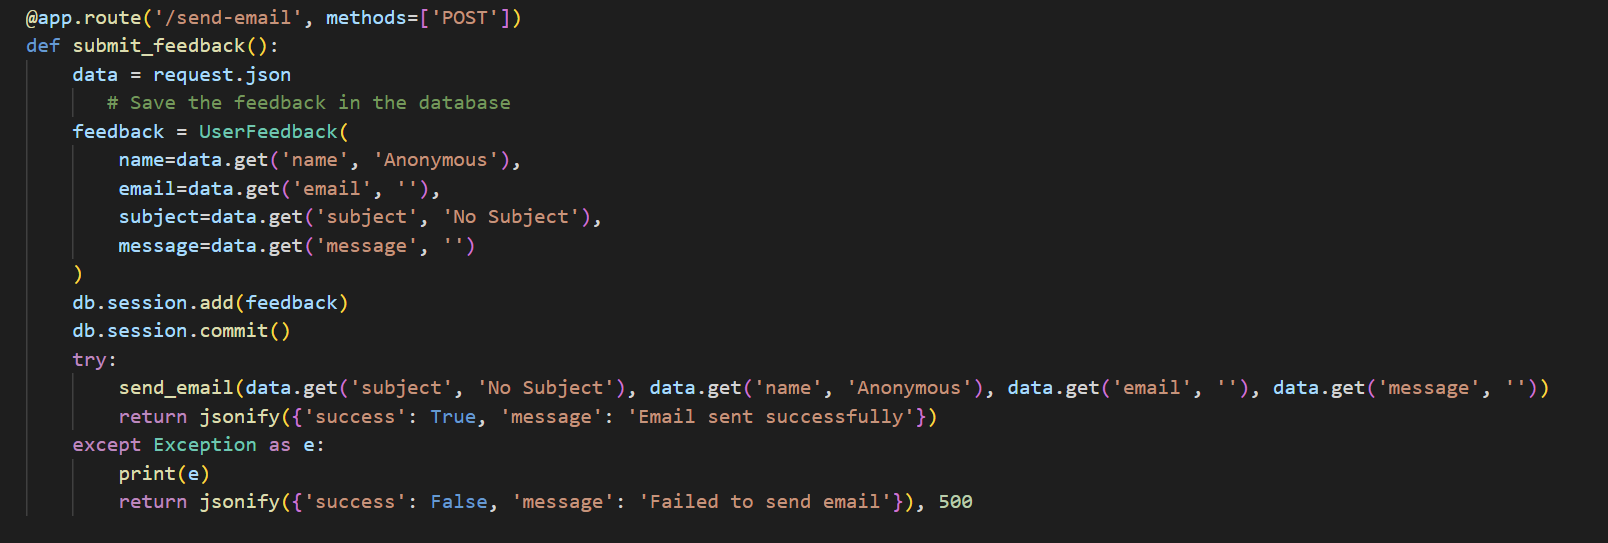 @app.route('/send-email', methods=['POST'])
def submit_feedback():
    data = request.json
       # Save the feedback in the database
    feedback = UserFeedback(
        name=data.get('name', 'Anonymous'),
        email=data.get('email', ''),
        subject=data.get('subject', 'No Subject'),
        message=data.get('message', '')
    )
    db.session.add(feedback)
    db.session.commit()
    try:
        send_email(data.get('subject', 'No Subject'), data.get('name', 'Anonymous'), data.get('email', ''), data.get('message', ''))
        return jsonify({'success': True, 'message': 'Email sent successfully'})
    except Exception as e:
        print(e)
        return jsonify({'success': False, 'message': 'Failed to send email'}), 500